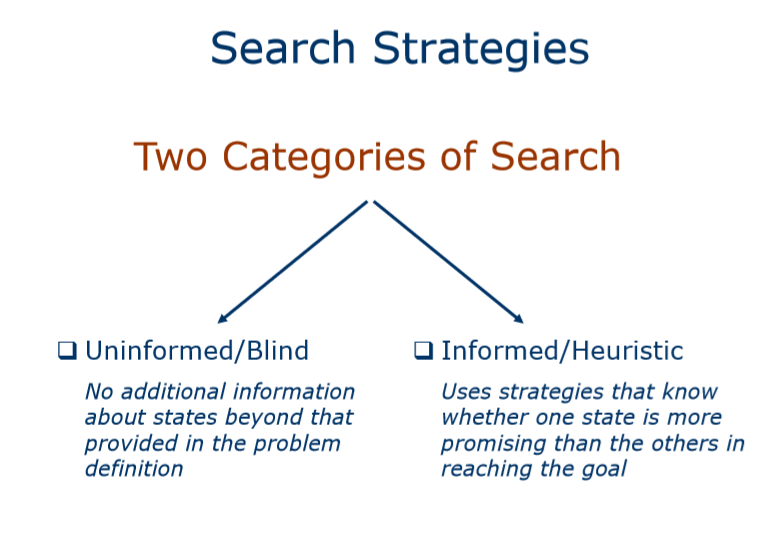 Search Strategies
Two Categories of Search
❑ Uninformed/Blind
No additional information
about states beyond that
provided in the problem
definition
❑ Informed/Heuristic
Uses strategies that know
whether one state is more
promising than the others in
reaching the goal